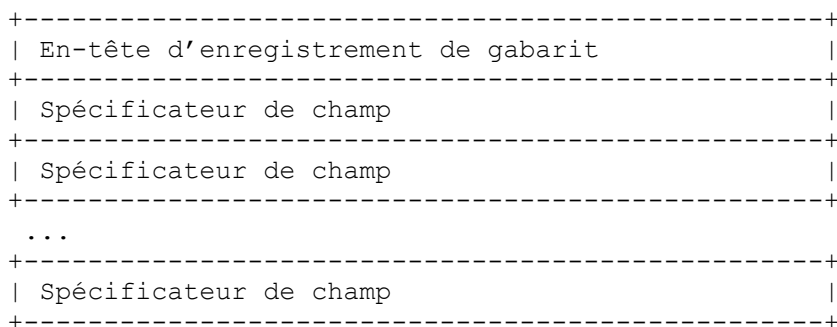 +--------------------------------------------------+
| En-tête d’enregistrement de gabarit              |
+--------------------------------------------------+
| Spécificateur de champ                           |
+--------------------------------------------------+
| Spécificateur de champ                           |
+--------------------------------------------------+
 ...
+--------------------------------------------------+
| Spécificateur de champ                           |
+--------------------------------------------------+